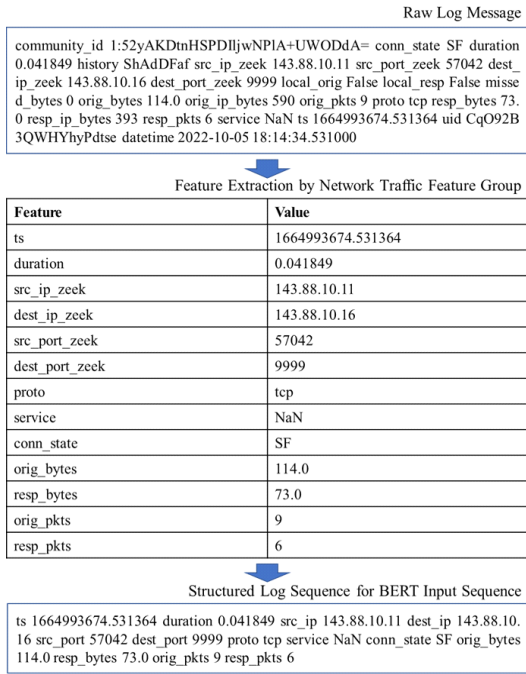 Raw Log Message
community_id 1:52yAKDtnHSPDIljwNPlA+UWODdA= conn_state SF duration
0.041849 history ShAdDFaf src_ip_zeek 143.88.10.11 src_port_zeek 57042 dest_
ip_zeek 143.88.10.16 dest_port_zeek 9999 local_orig False local_resp False misse
d_bytes 0 orig_bytes 114.0 orig_ip_bytes 590 orig_pkts 9 proto tcp resp_bytes 73.
0 resp_ip_bytes 393 resp_pkts 6 service NaN ts 1664993674.531364 uid CqO92B
3QWHYhyPdtse datetime 2022-10-05 18:14:34.531000
Feature Extraction by Network Traffic Feature Group
Feature Value
ts 1664993674.531364
duration 0.041849
src_ip_zeek 143.88.10.11
dest_ip_zeek 143.88.10.16
src_port_zeek 57042
dest_port_zeek 9999
proto tcp
service NaN
conn_state SF
orig_bytes 114.0
resp_bytes 73.0
orig_pkts 9
resp_pkts 6
Structured Log Sequence for BERT Input Sequence
ts 1664993674.531364 duration 0.041849 src_ip 143.88.10.11 dest_ip 143.88.10.
16 src_port 57042 dest_port 9999 proto tcp service NaN conn_state SF orig_bytes
114.0 resp_bytes 73.0 orig_pkts 9 resp_pkts 6